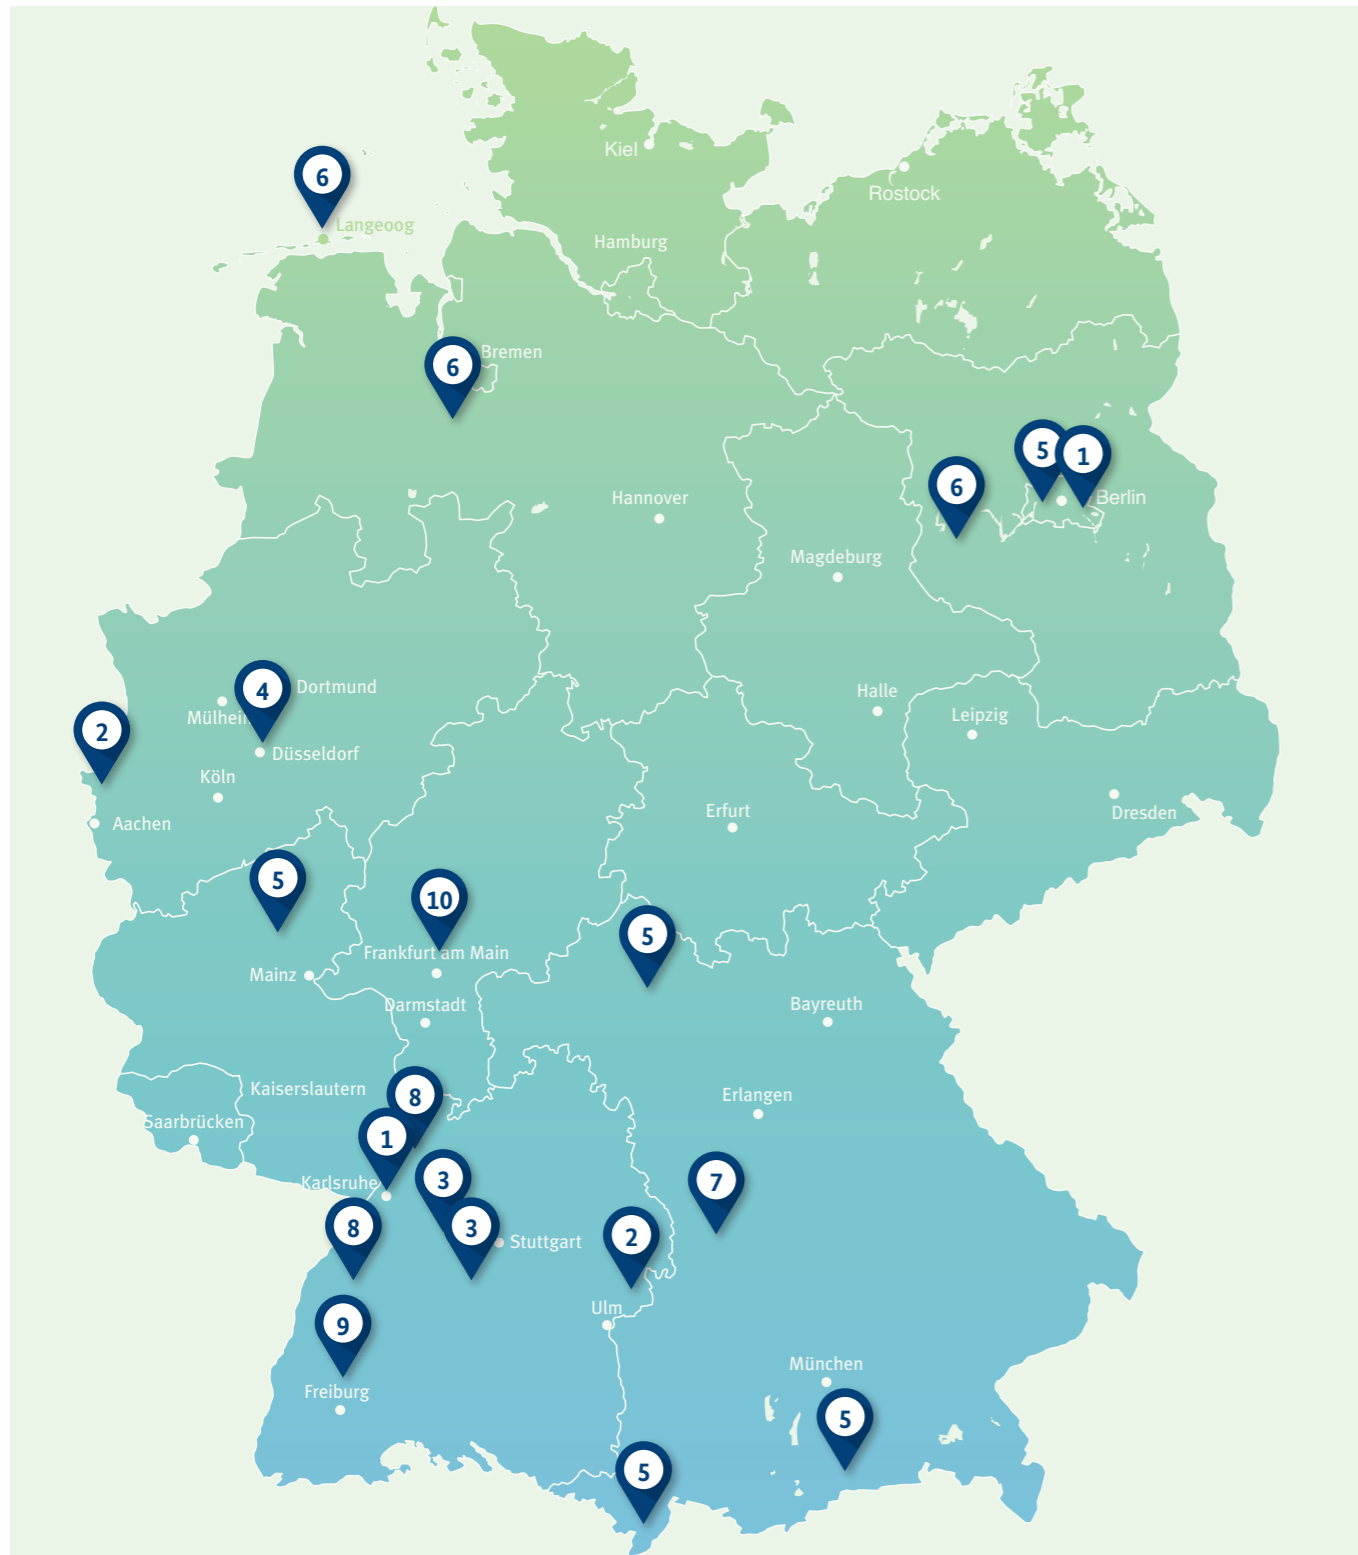 Kiel
6
Rostock
Langeoog
Hamburg
Bremen
6
5
1
6
Hannover
Berlin
Magdeburg
4
Dortmund
Halle
2
Mülhei
Leipzig
Düsseldorf
Köln
Erfurt
Dresden
Aachen
5
10
5
Frankfurt am Main
Mainz
Darmstadt
Bayreuth
Kaiserslautern
8
Erlangen
Saarbrücken
1
Karlsruhe
3
7
8
3
Stuttgart
2
Ulm
9
München
Freiburg
5
5